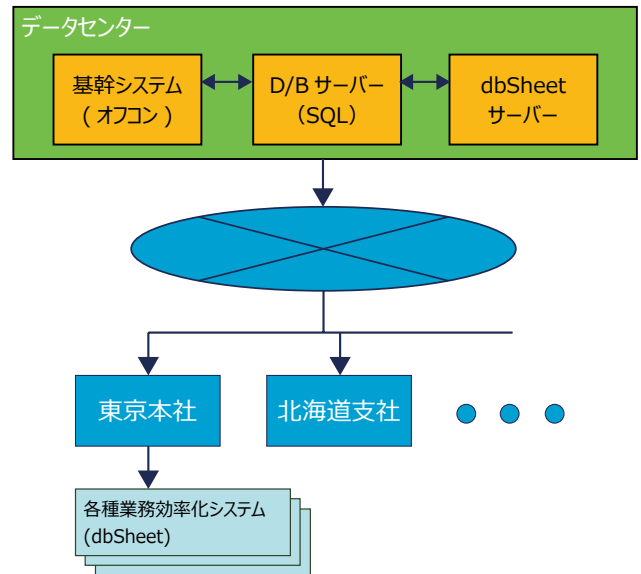 データセンター
基幹システム
( オフコン )
D/B サーバー
（SQL）
dbSheet
サーバー
東京本社
北海道支社
各種業務効率化システム
(dbSheet)